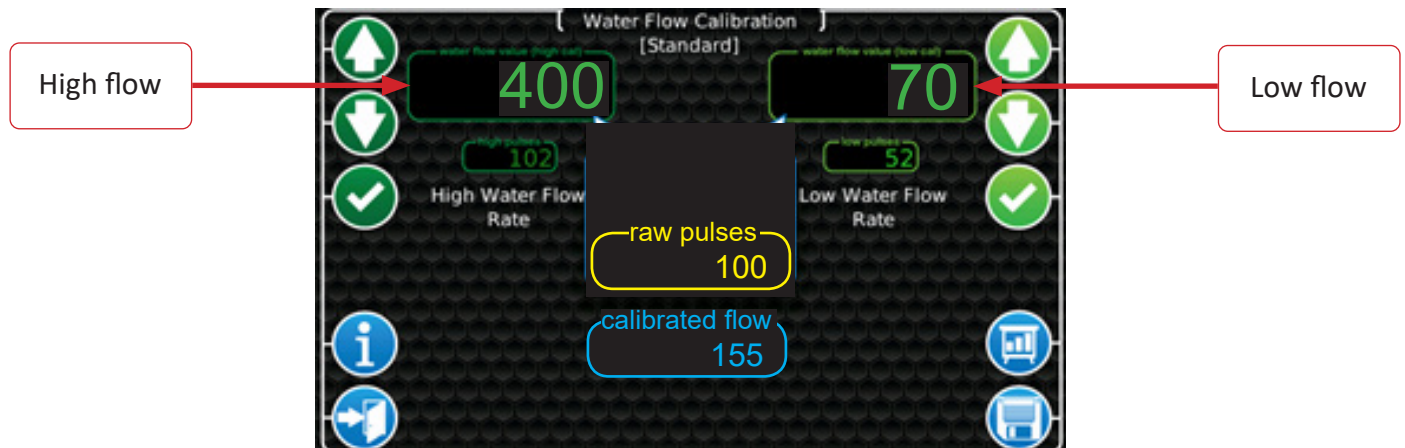 [ Water Flow Calibration ]
[Standard]
High flow
water flow value (high cal)
400
water flow value (low cal)
70
Low flow
high pulses
102
low pulses
52
High Water Flow
Rate
Low Water Flow
Rate
raw pulses
100
calibrated flow
155